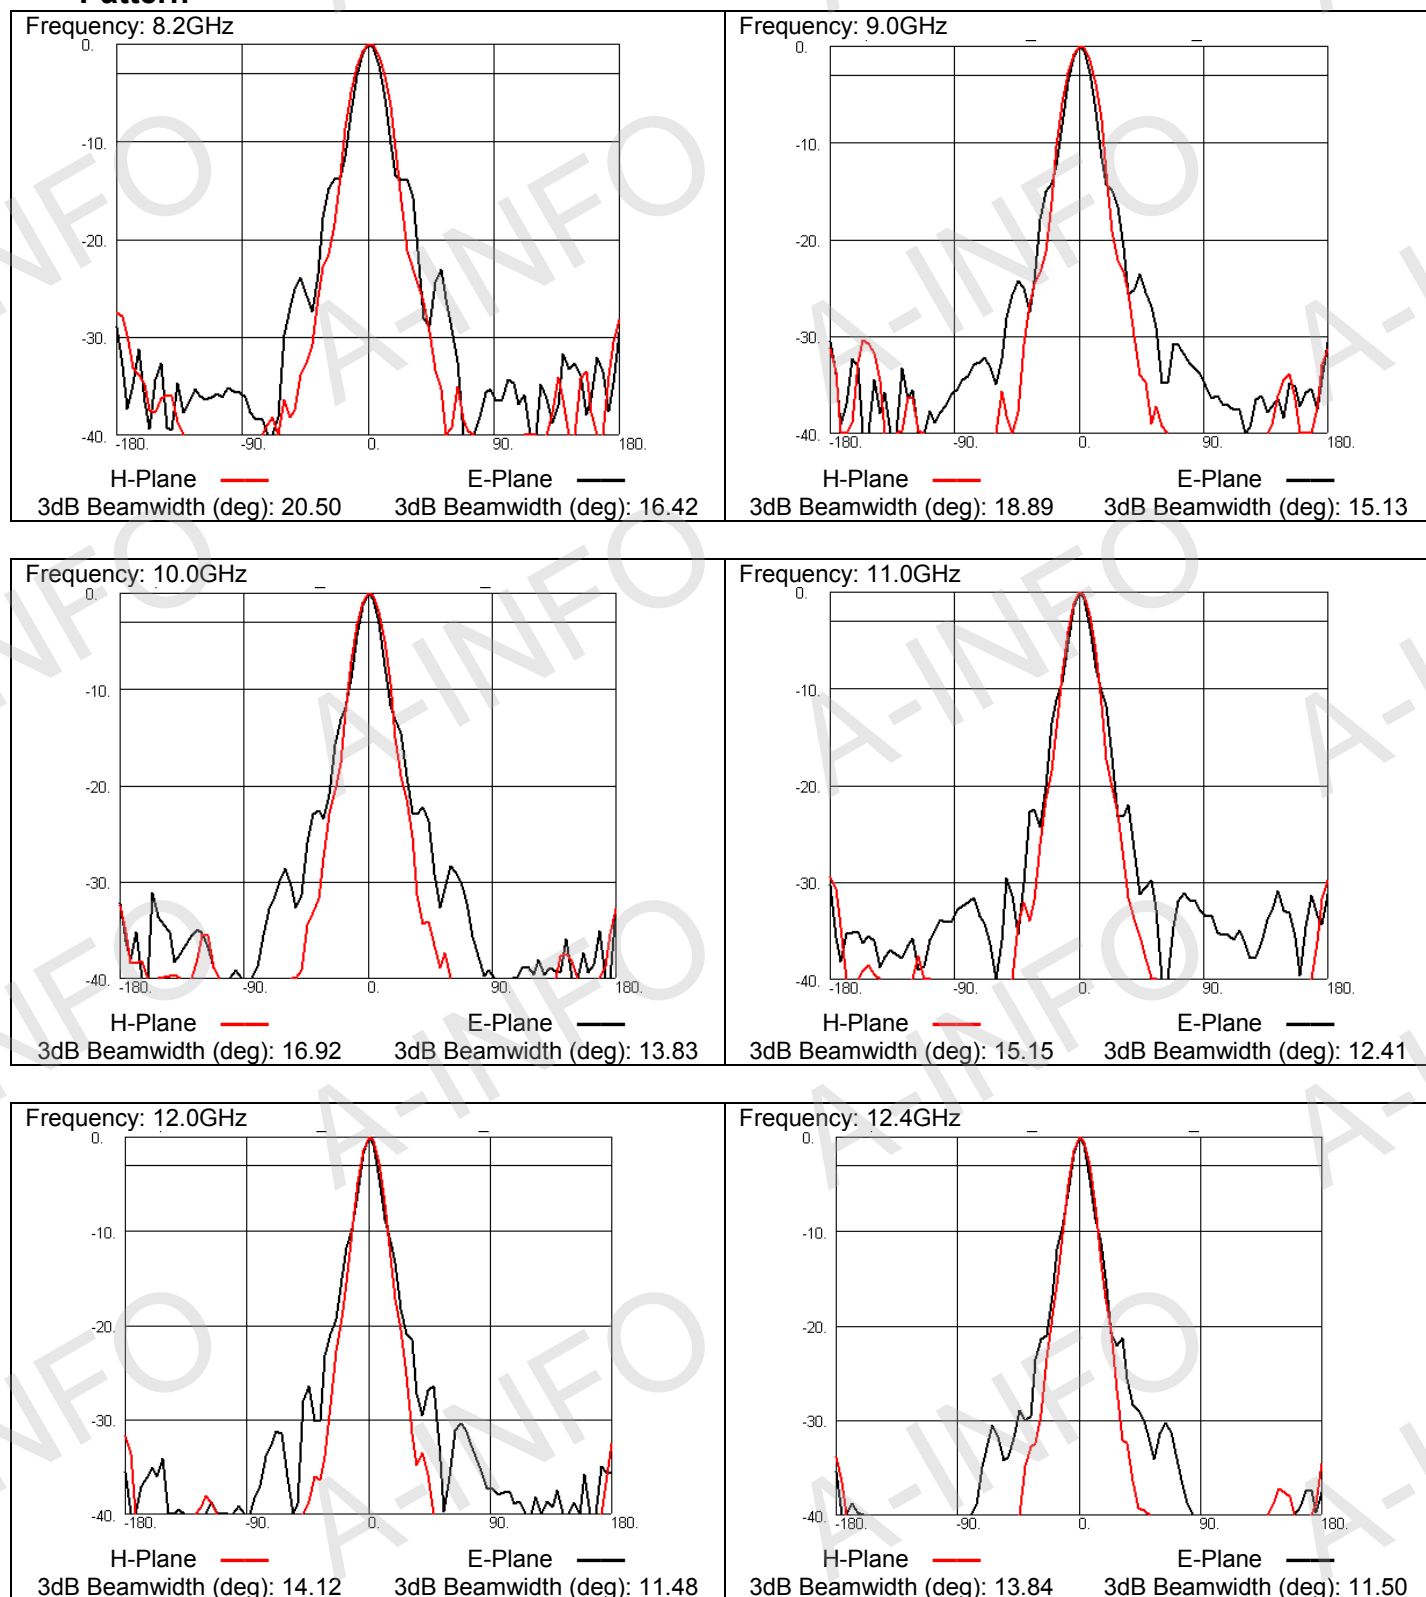 Pattern
Frequency: 8.2GHz
0.
-10.
-20.
-30.
-40.
-180. -90. 0. 90. 180.
H-Plane E-Plane
3dB Beamwidth (deg): 20.50 3dB Beamwidth (deg): 16.42
Frequency: 9.0GHz
0.
-10.
-20.
-30.
-40.
-180. -90. 0. 90. 180.
H-Plane E-Plane
3dB Beamwidth (deg): 18.89 3dB Beamwidth (deg): 15.13
Frequency: 10.0GHz
0.
-10.
-20.
-30.
-40.
-180. -90. 0. 90. 180.
H-Plane E-Plane
3dB Beamwidth (deg): 16.92 3dB Beamwidth (deg): 13.83
Frequency: 11.0GHz
0.
-10.
-20.
-30.
-40.
-180. -90. 0. 90. 180.
H-Plane E-Plane
3dB Beamwidth (deg): 15.15 3dB Beamwidth (deg): 12.41
Frequency: 12.0GHz
0.
-10.
-20.
-30.
-40.
-180. -90. 0. 90. 180.
H-Plane E-Plane
3dB Beamwidth (deg): 14.12 3dB Beamwidth (deg): 11.48
Frequency: 12.4GHz
0.
-10.
-20.
-30.
-40.
-180. -90. 0. 90. 180.
H-Plane E-Plane
3dB Beamwidth (deg): 13.84 3dB Beamwidth (deg): 11.50
A-INFO